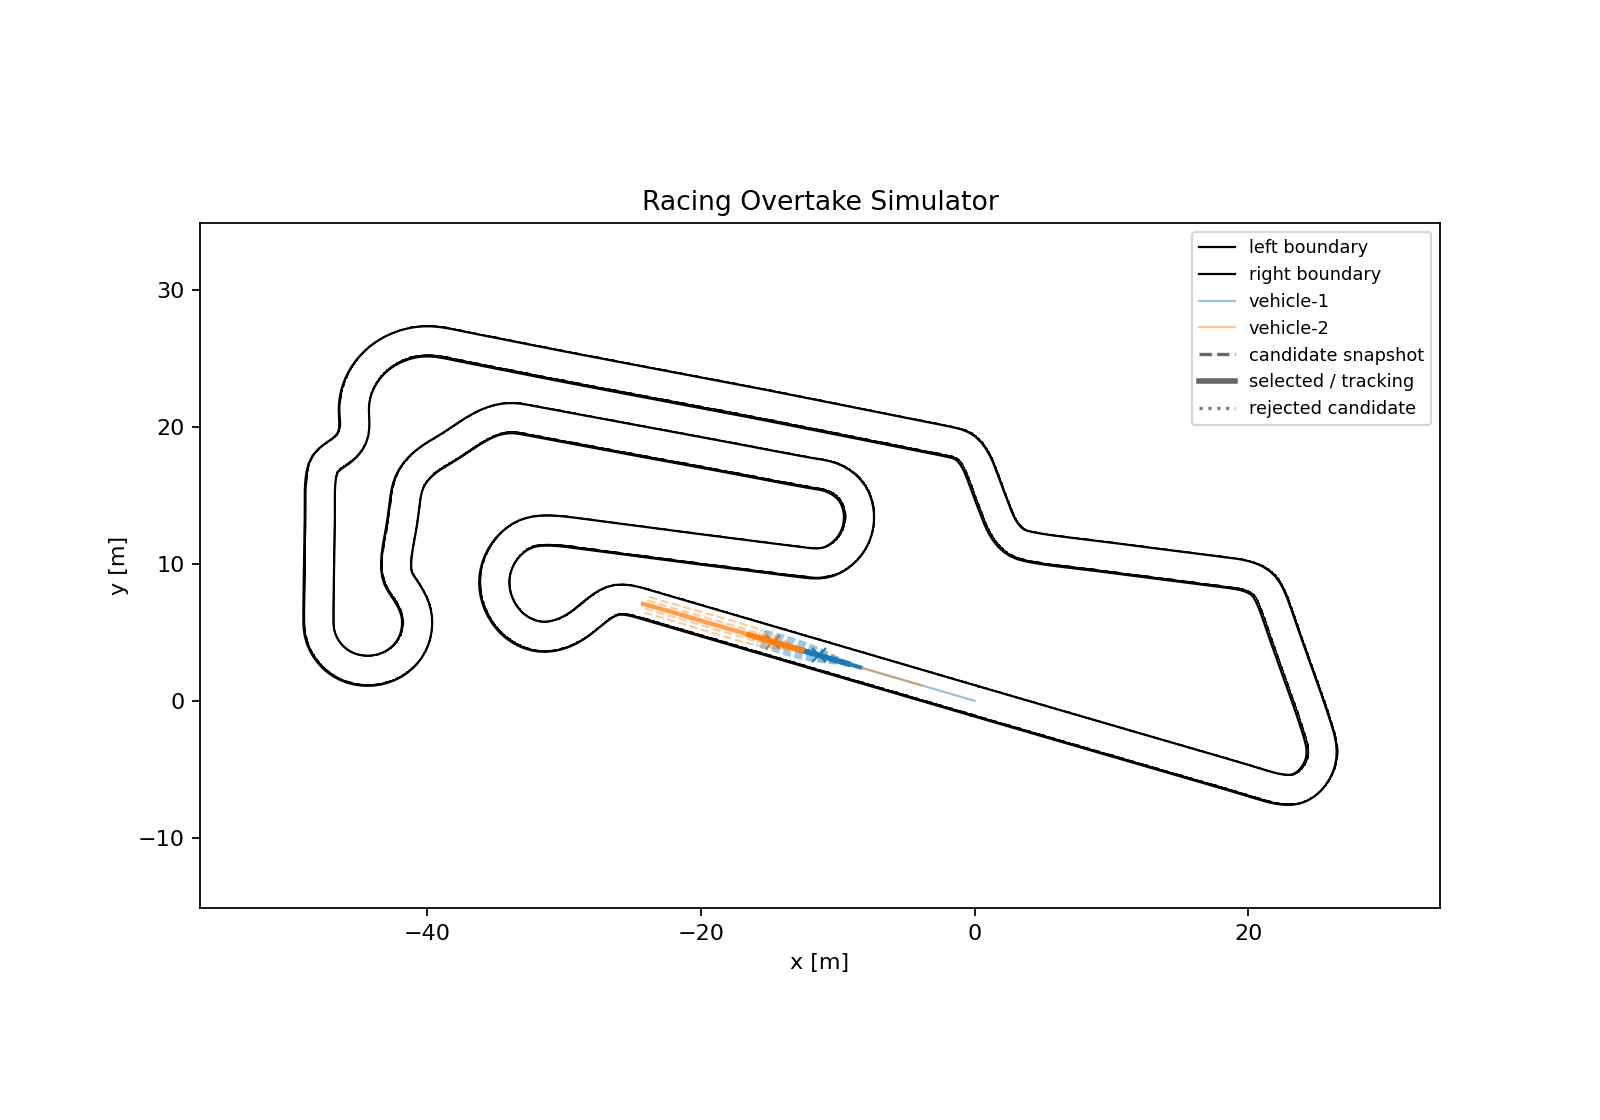 Racing Overtake Simulator
left boundary
right boundary
vehicle-1
vehicle-2
candidate snapshot
selected / tracking
rejected candidate
30
20
10
0
−10
y [m]
−40
−20
0
20
x [m]